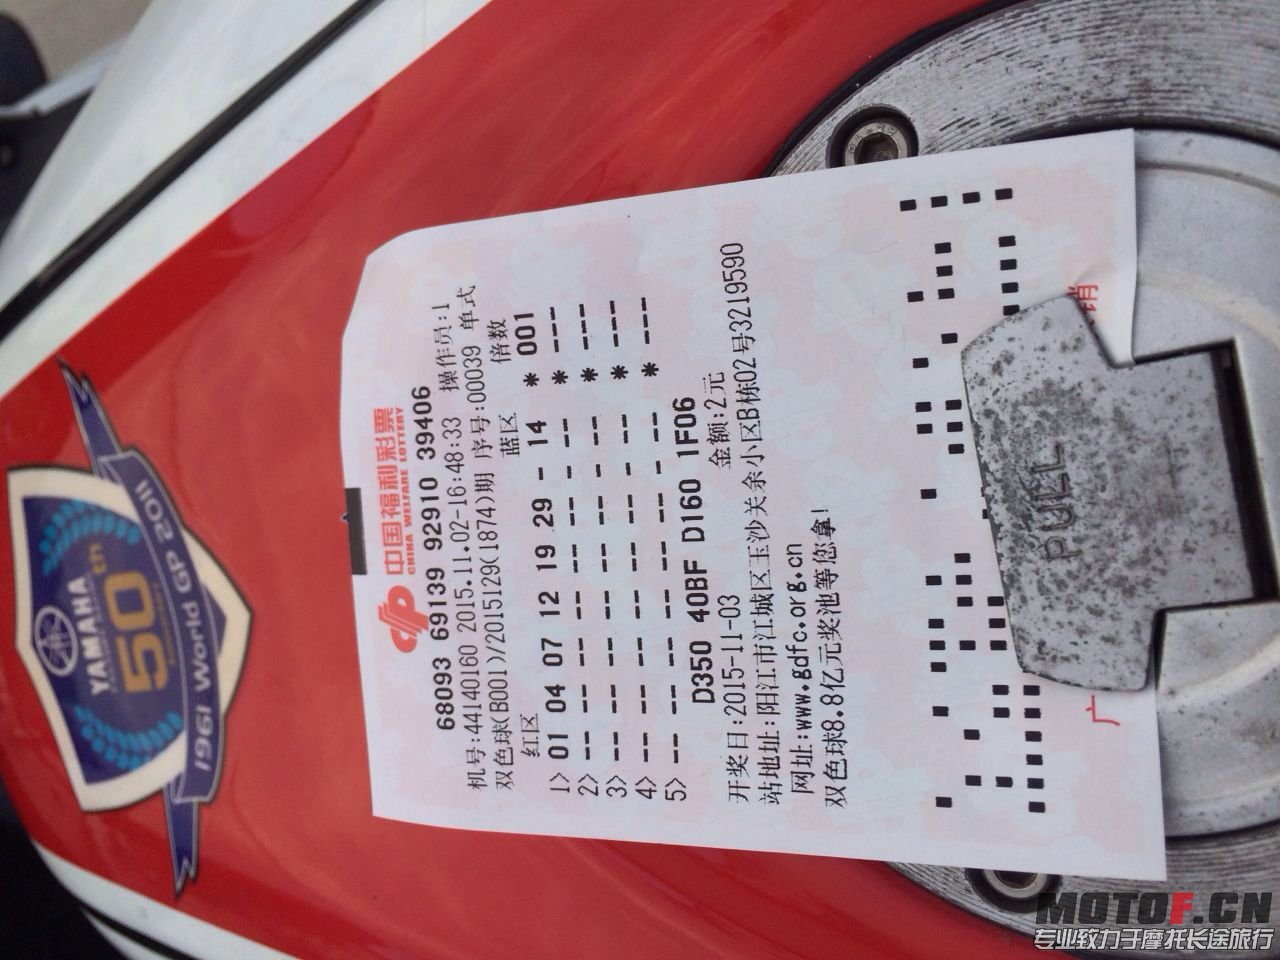 中国福利彩票
CHINA WELFARE LOTTERY
68093 69139 92910 39406
机号:44140160 2015.11.02-16:48:33 操作员:1
双色球(B001)/2015129(1874)期 序号:00039 单式
红区 蓝区 倍数
1> 01 04 07 12 19 29 - 14 * 001
2> -- -- -- -- -- -- - -- * ---
3> -- -- -- -- -- -- - -- * ---
4> -- -- -- -- -- -- - -- * ---
5> -- -- -- -- -- -- - -- * ---
D350 40BF D160 1F06
开奖日:2015-11-03 金额:2元
站地址:阳江市江城区玉沙关余小区B栋02号3219590
网址:www.gdfc.org.cn
双色球8.8亿元奖池等您拿!
广
销
PULL
YAMAHA
50th
Anniversary
1961 World GP 2011
MOTOF.CN
专业致力于摩托长途旅行